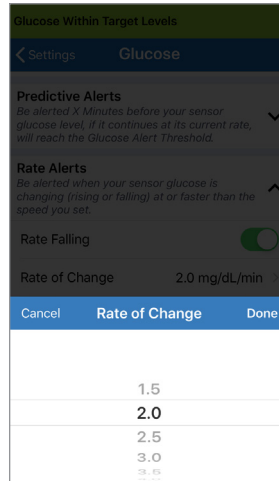 Glucose Within Target Levels
Settings Glucose
Predictive Alerts
Be alerted X Minutes before your sensor
glucose level, if it continues at its current rate,
will reach the Glucose Alert Threshold.
Rate Alerts
Be alerted when your sensor glucose is
changing (rising or falling) at or faster than the
speed you set.
Rate Falling
Rate of Change 2.0 mg/dL/min
Cancel Rate of Change Done
1.5
2.0
2.5
3.0
3.5